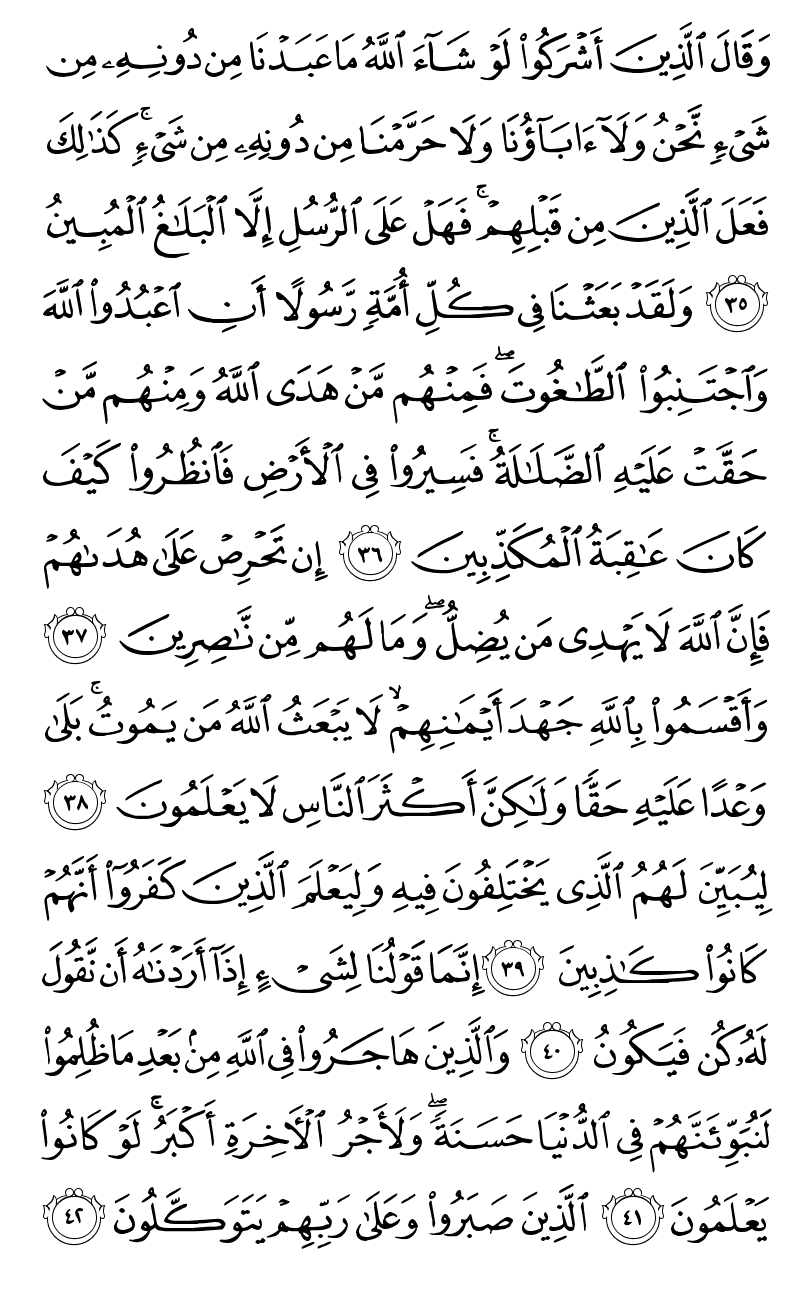 وَقَالَ ٱلَّذِينَ أَشْرَكُوا۟ لَوْ شَآءَ ٱللَّهُ مَا عَبَدْنَا مِن دُونِهِۦ مِن
شَىْءٍ نَّحْنُ وَلَآ ءَابَآؤُنَا وَلَا حَرَّمْنَا مِن دُونِهِۦ مِن شَىْءٍ ۚ كَذَٰلِكَ
فَعَلَ ٱلَّذِينَ مِن قَبْلِهِمْ ۚ فَهَلْ عَلَى ٱلرُّسُلِ إِلَّا ٱلْبَلَٰغُ ٱلْمُبِينُ
٣٥ وَلَقَدْ بَعَثْنَا فِى كُلِّ أُمَّةٍ رَّسُولًا أَنِ ٱعْبُدُوا۟ ٱللَّهَ
وَٱجْتَنِبُوا۟ ٱلطَّٰغُوتَ ۖ فَمِنْهُم مَّنْ هَدَى ٱللَّهُ وَمِنْهُم مَّنْ
حَقَّتْ عَلَيْهِ ٱلضَّلَٰلَةُ ۚ فَسِيرُوا۟ فِى ٱلْأَرْضِ فَٱنظُرُوا۟ كَيْفَ
كَانَ عَٰقِبَةُ ٱلْمُكَذِّبِينَ ٣٦ إِن تَحْرِصْ عَلَىٰ هُدَىٰهُمْ
فَإِنَّ ٱللَّهَ لَا يَهْدِى مَن يُضِلُّ ۖ وَمَا لَهُم مِّن نَّٰصِرِينَ ٣٧
وَأَقْسَمُوا۟ بِٱللَّهِ جَهْدَ أَيْمَٰنِهِمْ ۙ لَا يَبْعَثُ ٱللَّهُ مَن يَمُوتُ ۚ بَلَىٰ
وَعْدًا عَلَيْهِ حَقًّا وَلَٰكِنَّ أَكْثَرَ ٱلنَّاسِ لَا يَعْلَمُونَ ٣٨
لِيُبَيِّنَ لَهُمُ ٱلَّذِى يَخْتَلِفُونَ فِيهِ وَلِيَعْلَمَ ٱلَّذِينَ كَفَرُوٓا۟ أَنَّهُمْ
كَانُوا۟ كَٰذِبِينَ ٣٩ إِنَّمَا قَوْلُنَا لِشَىْءٍ إِذَآ أَرَدْنَٰهُ أَن نَّقُولَ
لَهُۥ كُن فَيَكُونُ ٤٠ وَٱلَّذِينَ هَاجَرُوا۟ فِى ٱللَّهِ مِنۢ بَعْدِ مَا ظُلِمُوا۟
لَنُبَوِّئَنَّهُمْ فِى ٱلدُّنْيَا حَسَنَةً ۖ وَلَأَجْرُ ٱلْءَاخِرَةِ أَكْبَرُ ۚ لَوْ كَانُوا۟
يَعْلَمُونَ ٤١ ٱلَّذِينَ صَبَرُوا۟ وَعَلَىٰ رَبِّهِمْ يَتَوَكَّلُونَ ٤٢